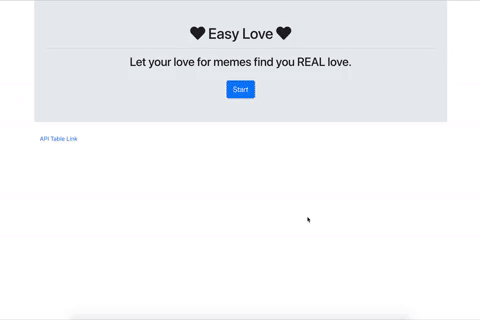 🖤 Easy Love 🖤
Let your love for memes find you REAL love.
Start
API Table Link